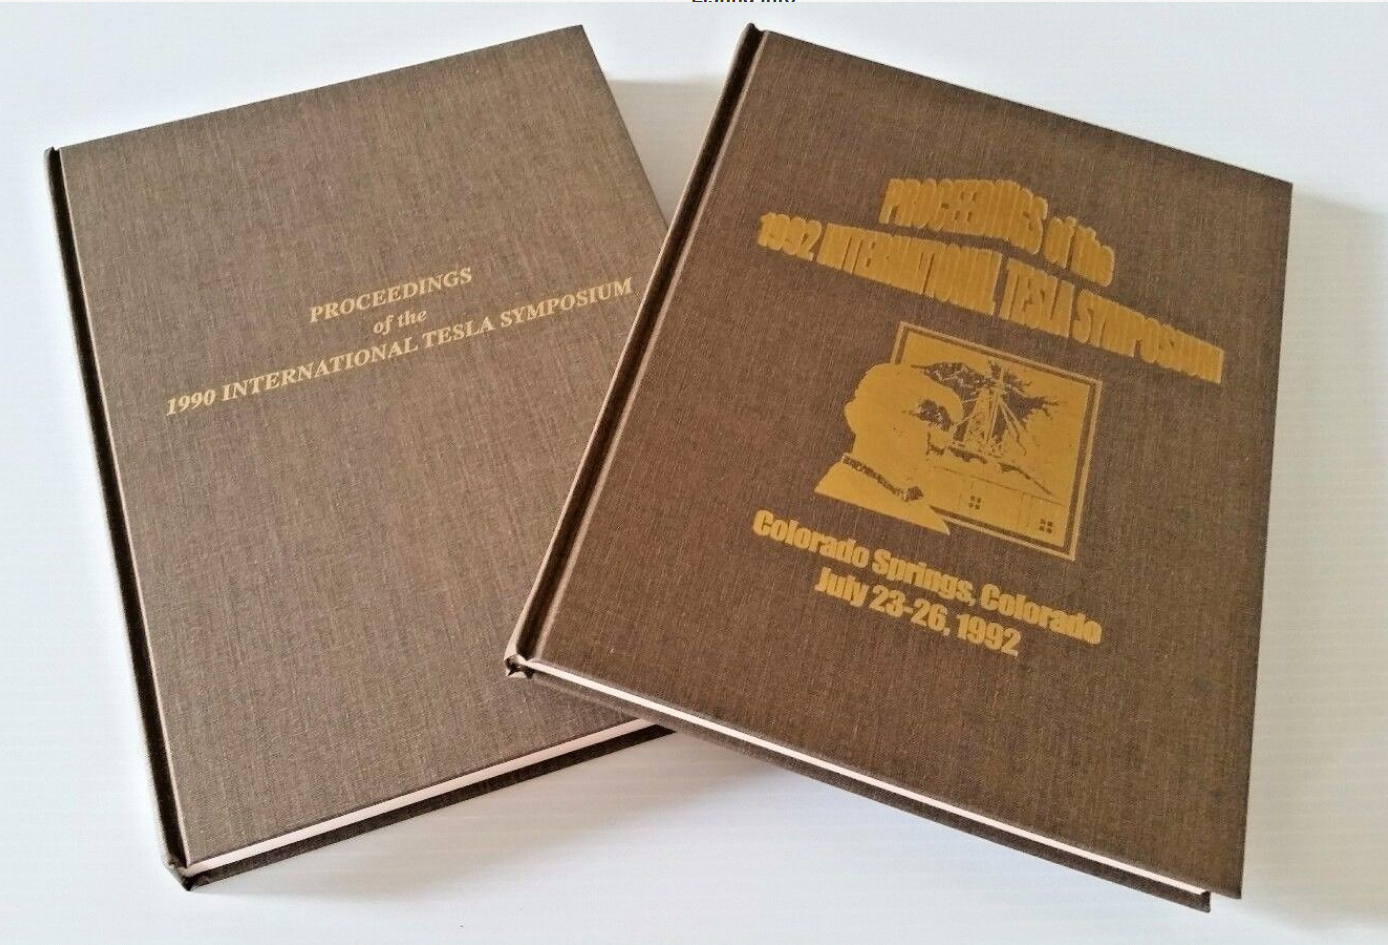 PROCEEDINGS
of the
1990 INTERNATIONAL TESLA SYMPOSIUM
PROCEEDINGS of the
1992 INTERNATIONAL TESLA SYMPOSIUM
Colorado Springs, Colorado
July 23-26, 1992